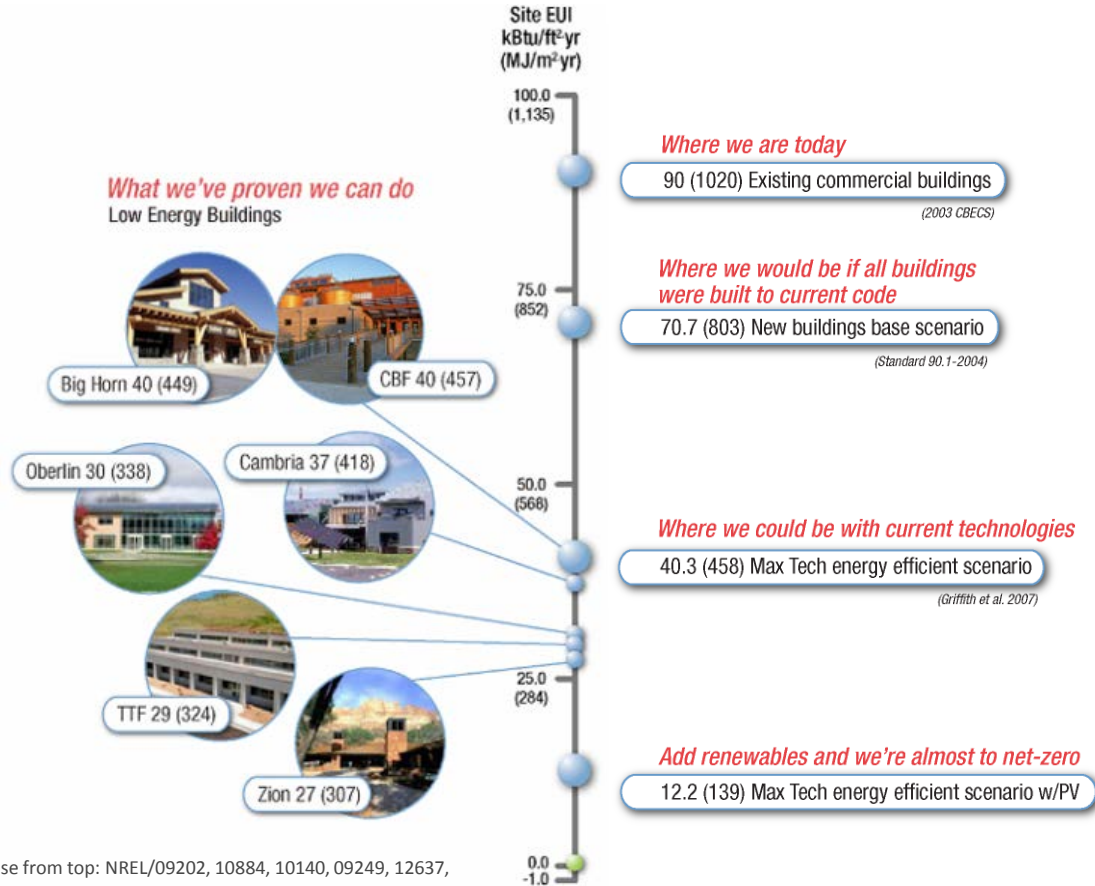 Site EUI
kBtu/ft²·yr
(MJ/m²·yr)
100.0
(1,135)
Where we are today
90 (1020) Existing commercial buildings
(2003 CBECS)
What we've proven we can do
Low Energy Buildings
Where we would be if all buildings
were built to current code
75.0
(852)
70.7 (803) New buildings base scenario
(Standard 90.1-2004)
Big Horn 40 (449)
CBF 40 (457)
Oberlin 30 (338)
Cambria 37 (418)
50.0
(568)
Where we could be with current technologies
40.3 (458) Max Tech energy efficient scenario
(Griffith et al. 2007)
25.0
(284)
TTF 29 (324)
Zion 27 (307)
Add renewables and we're almost to net-zero
12.2 (139) Max Tech energy efficient scenario w/PV
0.0
-1.0
se from top: NREL/09202, 10884, 10140, 09249, 12637,